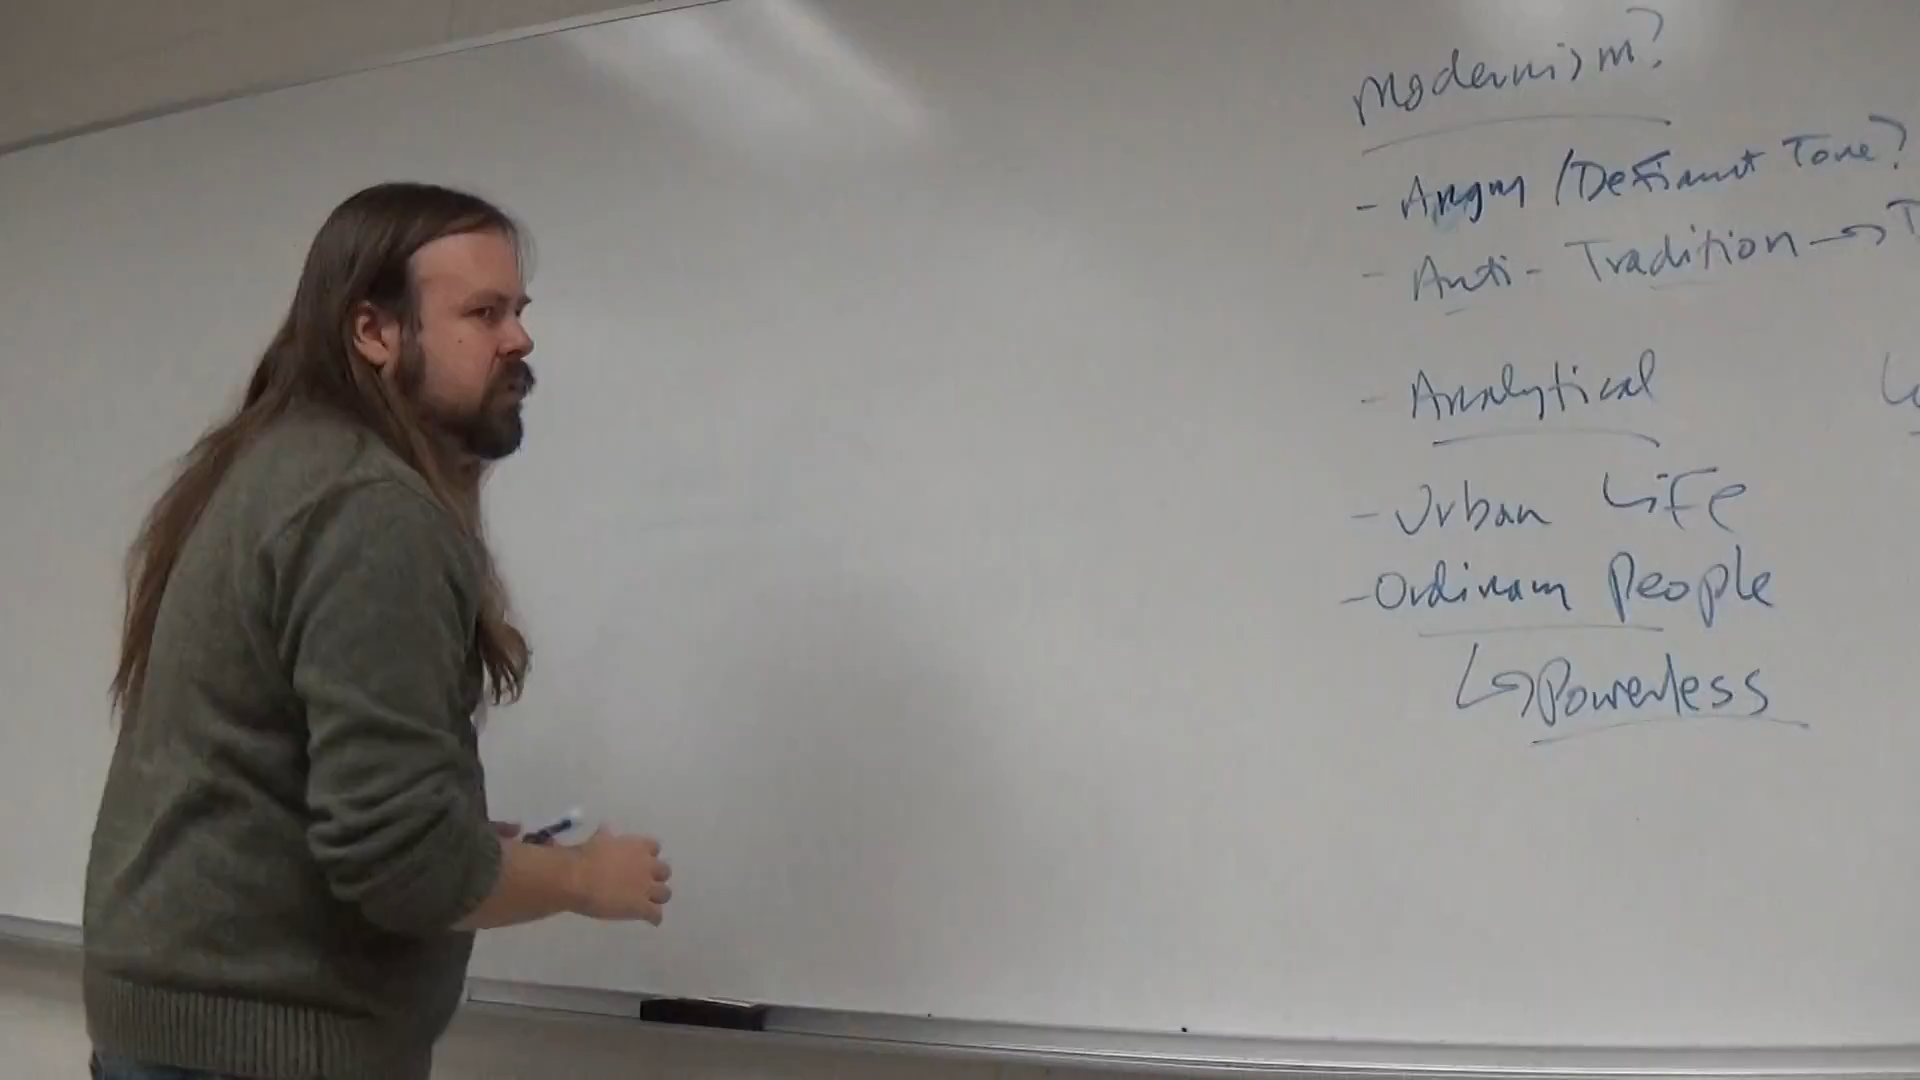 Modernism?
- Angry / Defiant Tone?
- Anti-Tradition →
- Analytical
- Urban Life
- Ordinary People
↳ Powerless